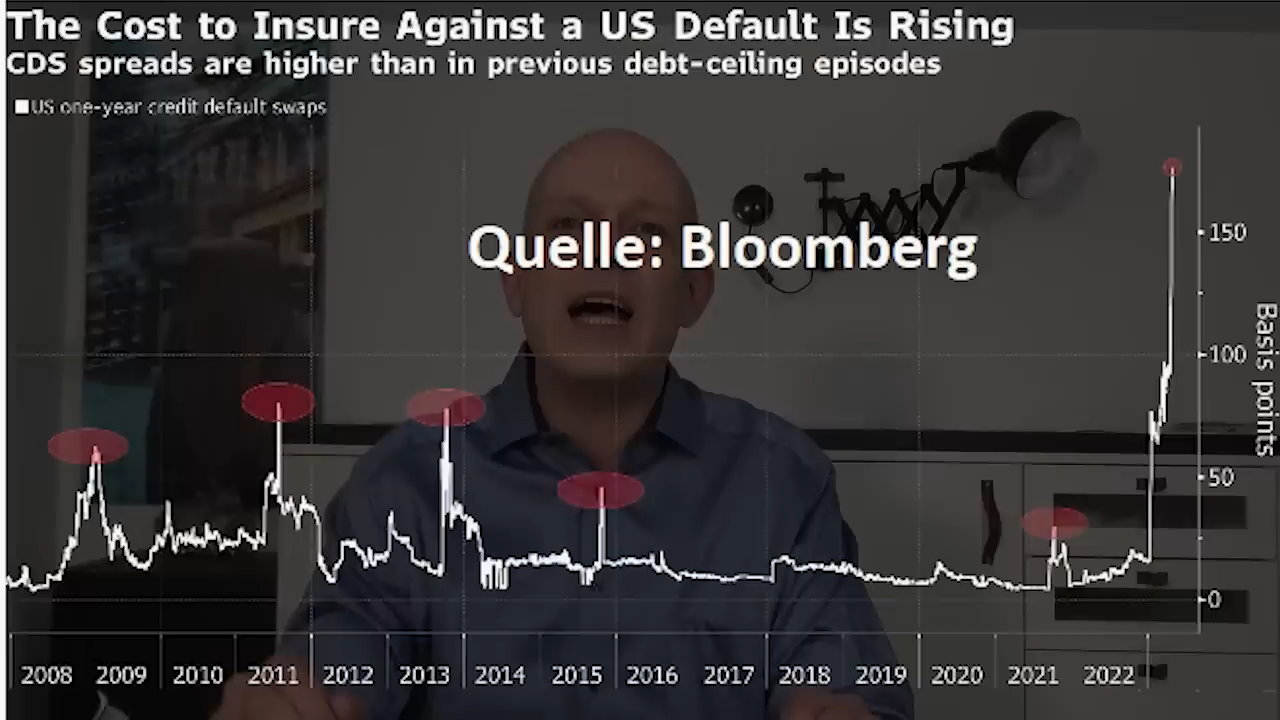 The Cost to Insure Against a US Default Is Rising
CDS spreads are higher than in previous debt-ceiling episodes
US one-year credit default swaps
Quelle: Bloomberg
150
100
50
0
Basis points
2008 2009 2010 2011 2012 2013 2014 2015 2016 2017 2018 2019 2020 2021 2022